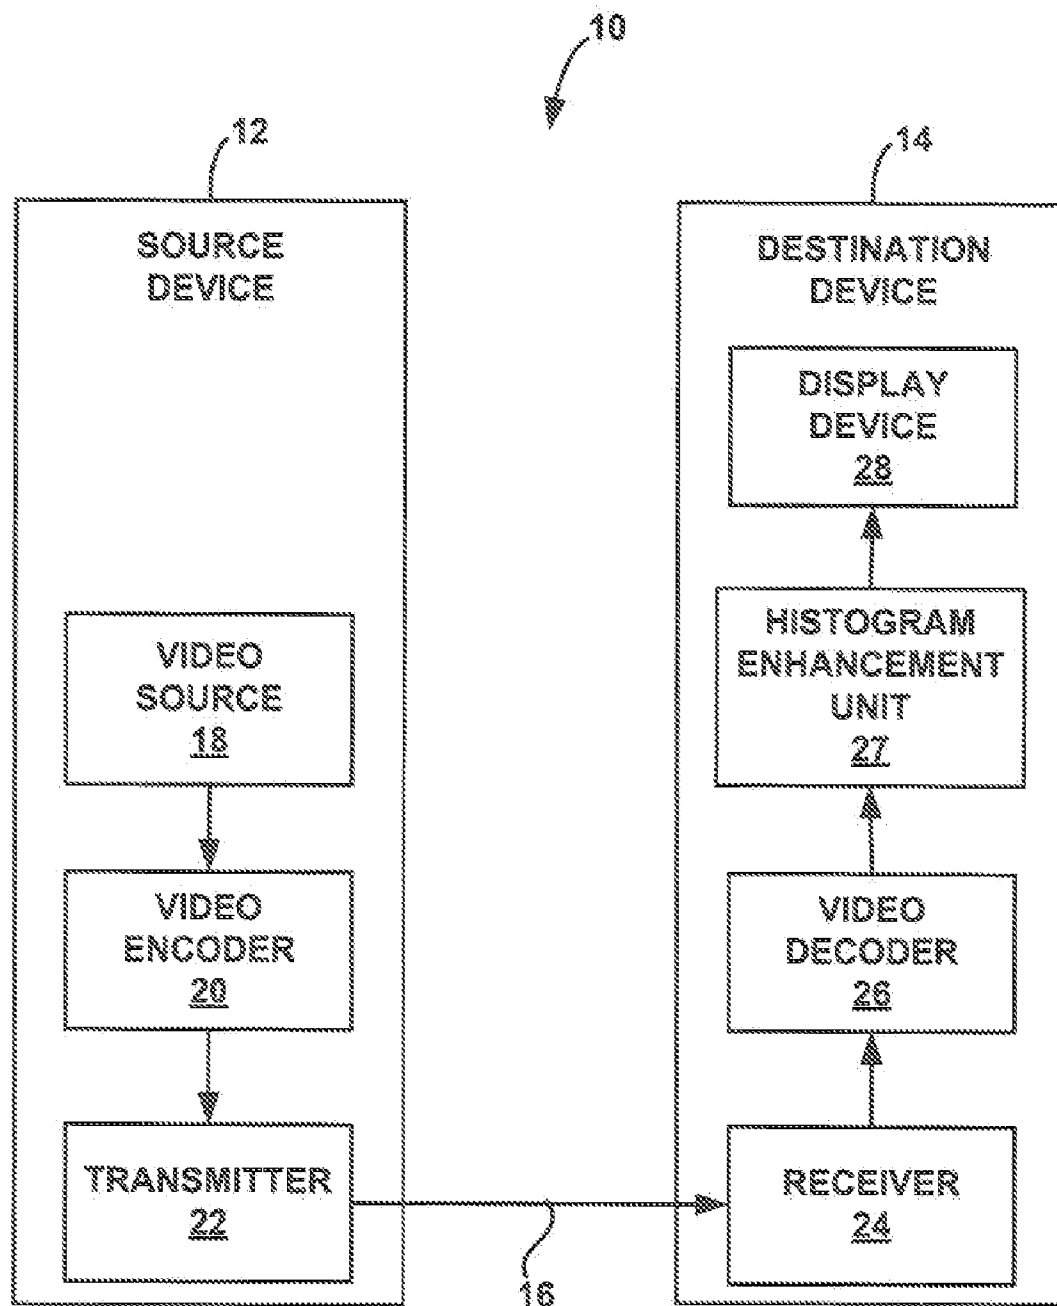 10
12
SOURCE
DEVICE
VIDEO
SOURCE
18
VIDEO
ENCODER
20
TRANSMITTER
22
16
14
DESTINATION
DEVICE
DISPLAY
DEVICE
28
HISTOGRAM
ENHANCEMENT
UNIT
27
VIDEO
DECODER
26
RECEIVER
24